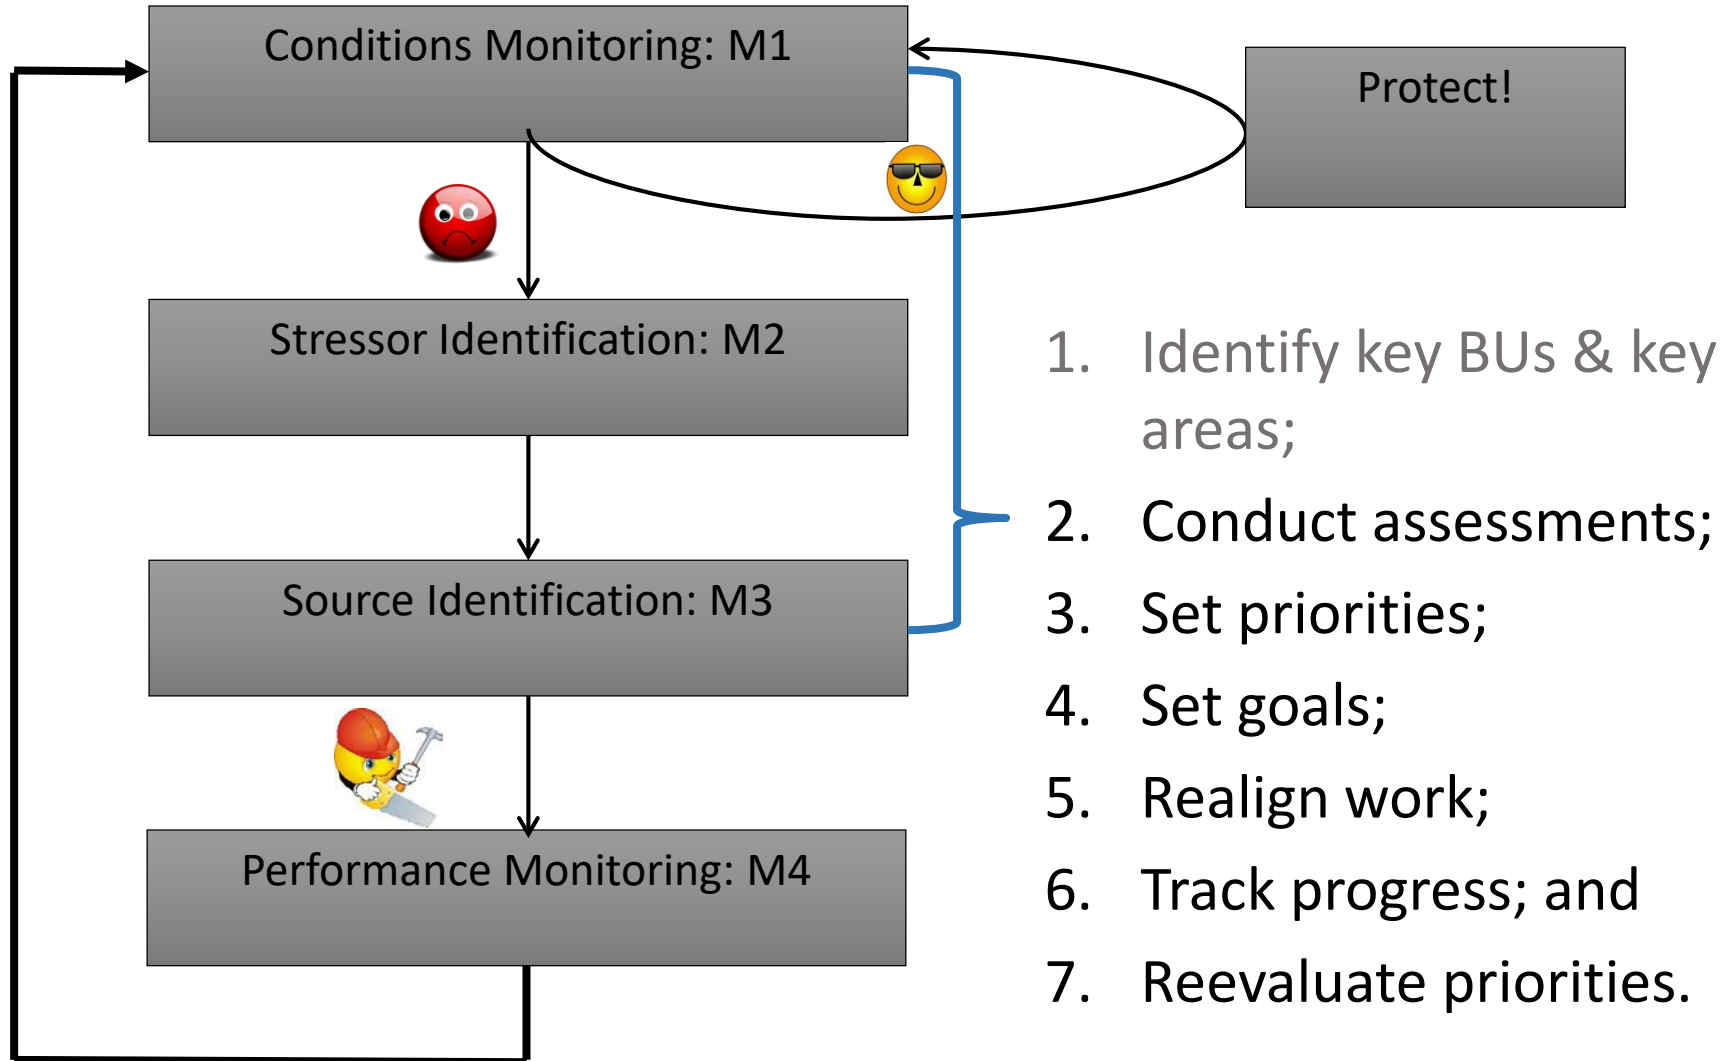 Conditions Monitoring: M1
Protect!
Stressor Identification: M2
Source Identification: M3
Performance Monitoring: M4
1. Identify key BUs & key
areas;
2. Conduct assessments;
3. Set priorities;
4. Set goals;
5. Realign work;
6. Track progress; and
7. Reevaluate priorities.